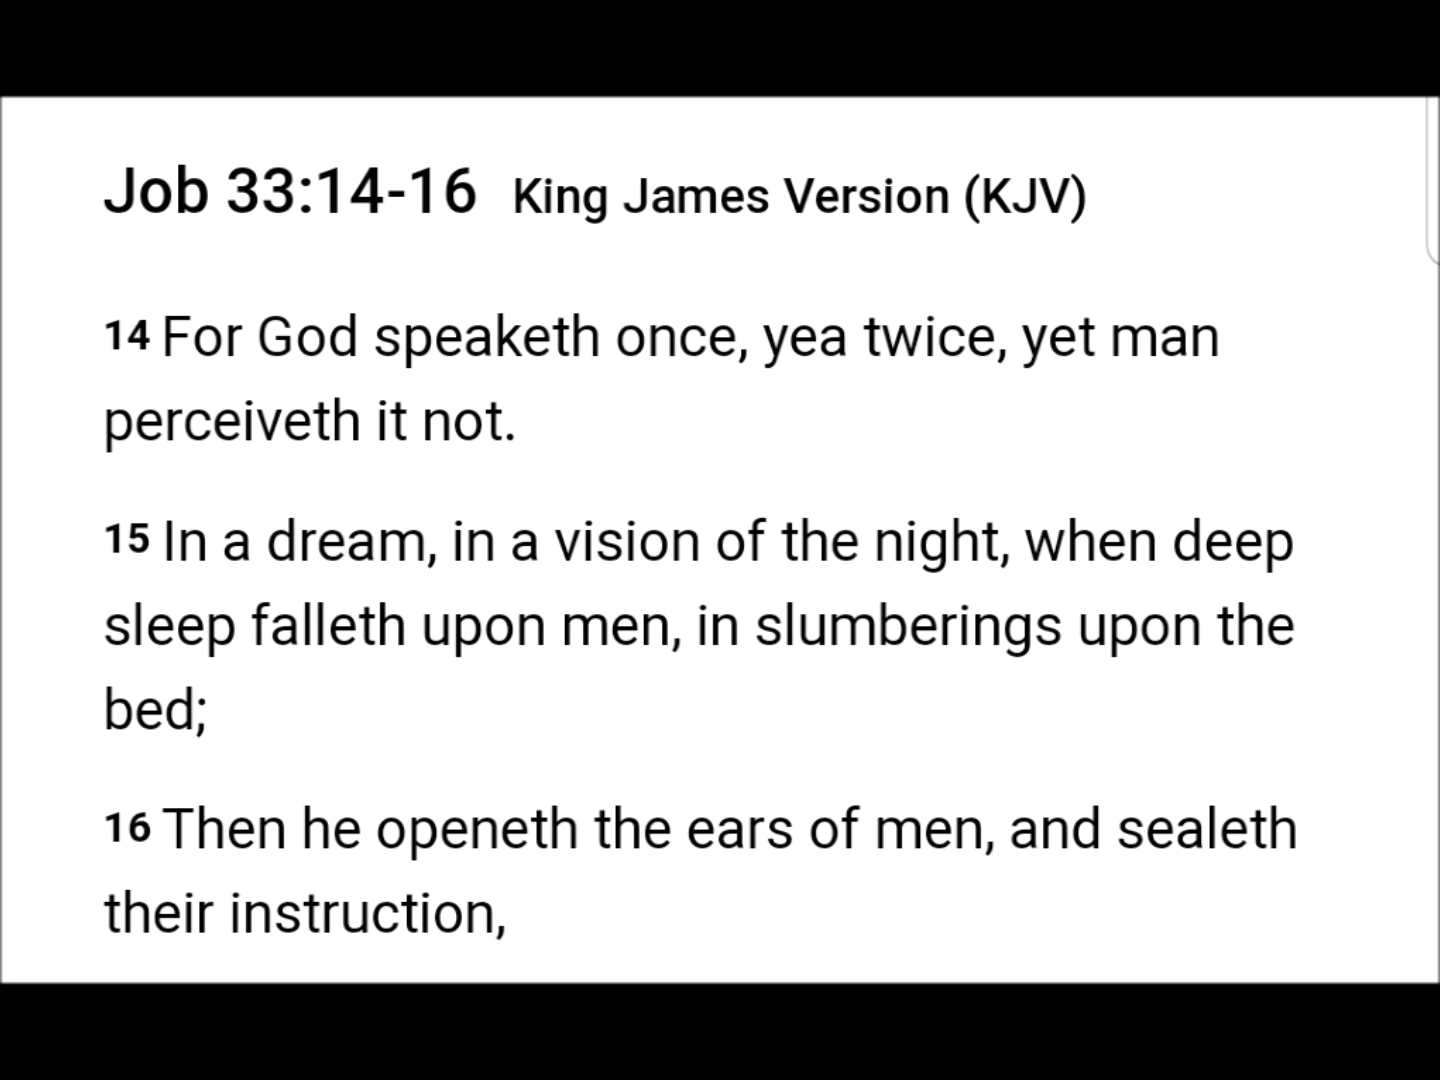 Job 33:14-16 King James Version (KJV)
14 For God speaketh once, yea twice, yet man
perceiveth it not.
15 In a dream, in a vision of the night, when deep
sleep falleth upon men, in slumberings upon the
bed;
16 Then he openeth the ears of men, and sealeth
their instruction,